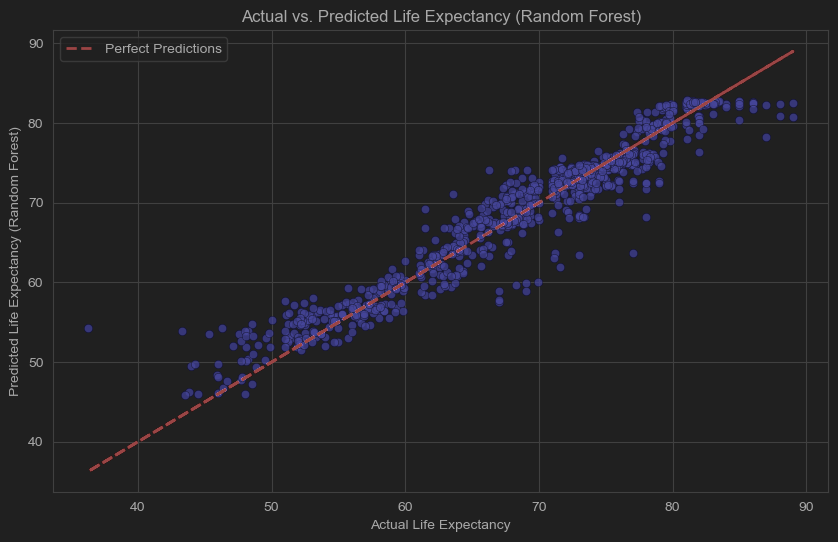 Actual vs. Predicted Life Expectancy (Random Forest)
Perfect Predictions
90
80
70
60
50
40
Predicted Life Expectancy (Random Forest)
40 50 60 70 80 90
Actual Life Expectancy